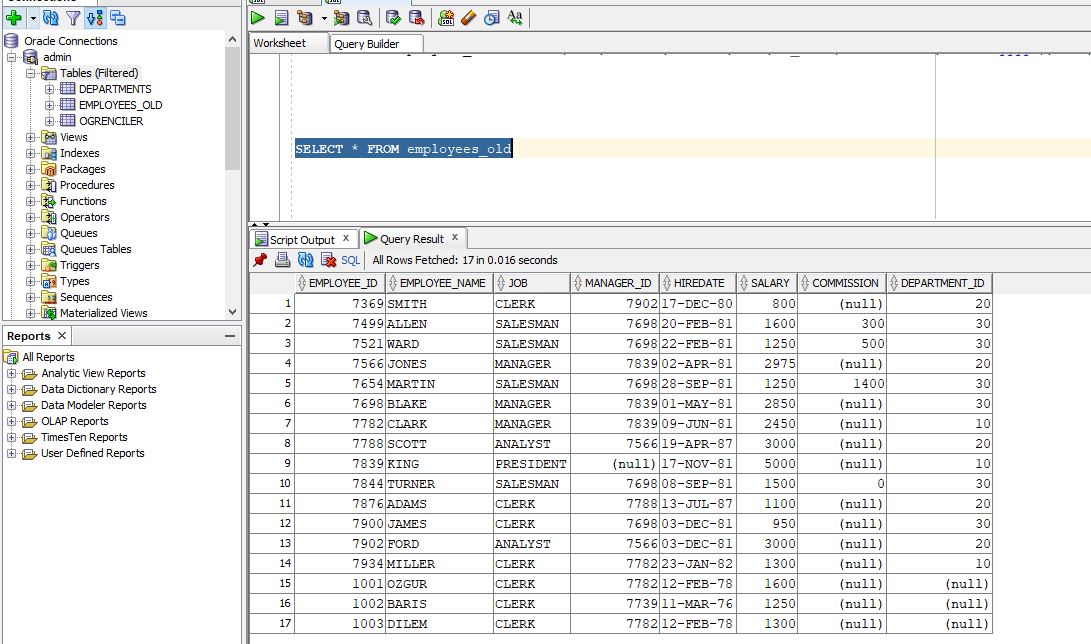 Oracle Connections
admin
Tables (Filtered)
DEPARTMENTS
EMPLOYEES_OLD
OGRENCILER
Views
Indexes
Packages
Procedures
Functions
Operators
Queues
Queues Tables
Triggers
Types
Sequences
Materialized Views
Reports
All Reports
Analytic View Reports
Data Dictionary Reports
Data Modeler Reports
OLAP Reports
TimesTen Reports
User Defined Reports
Worksheet Query Builder
SELECT * FROM employees_old
Script Output Query Result
SQL All Rows Fetched: 17 in 0.016 seconds
EMPLOYEE_ID EMPLOYEE_NAME JOB MANAGER_ID HIREDATE SALARY COMMISSION DEPARTMENT_ID
1 7369 SMITH CLERK 7902 17-DEC-80 800 (null) 20
2 7499 ALLEN SALESMAN 7698 20-FEB-81 1600 300 30
3 7521 WARD SALESMAN 7698 22-FEB-81 1250 500 30
4 7566 JONES MANAGER 7839 02-APR-81 2975 (null) 20
5 7654 MARTIN SALESMAN 7698 28-SEP-81 1250 1400 30
6 7698 BLAKE MANAGER 7839 01-MAY-81 2850 (null) 30
7 7782 CLARK MANAGER 7839 09-JUN-81 2450 (null) 10
8 7788 SCOTT ANALYST 7566 19-APR-87 3000 (null) 20
9 7839 KING PRESIDENT (null) 17-NOV-81 5000 (null) 10
10 7844 TURNER SALESMAN 7698 08-SEP-81 1500 0 30
11 7876 ADAMS CLERK 7788 13-JUL-87 1100 (null) 20
12 7900 JAMES CLERK 7698 03-DEC-81 950 (null) 30
13 7902 FORD ANALYST 7566 03-DEC-81 3000 (null) 20
14 7934 MILLER CLERK 7782 23-JAN-82 1300 (null) 10
15 1001 OZGUR CLERK 7782 12-FEB-78 1600 (null) (null)
16 1002 BARIS CLERK 7739 11-MAR-76 1250 (null) (null)
17 1003 DILEM CLERK 7782 12-FEB-78 1300 (null) (null)